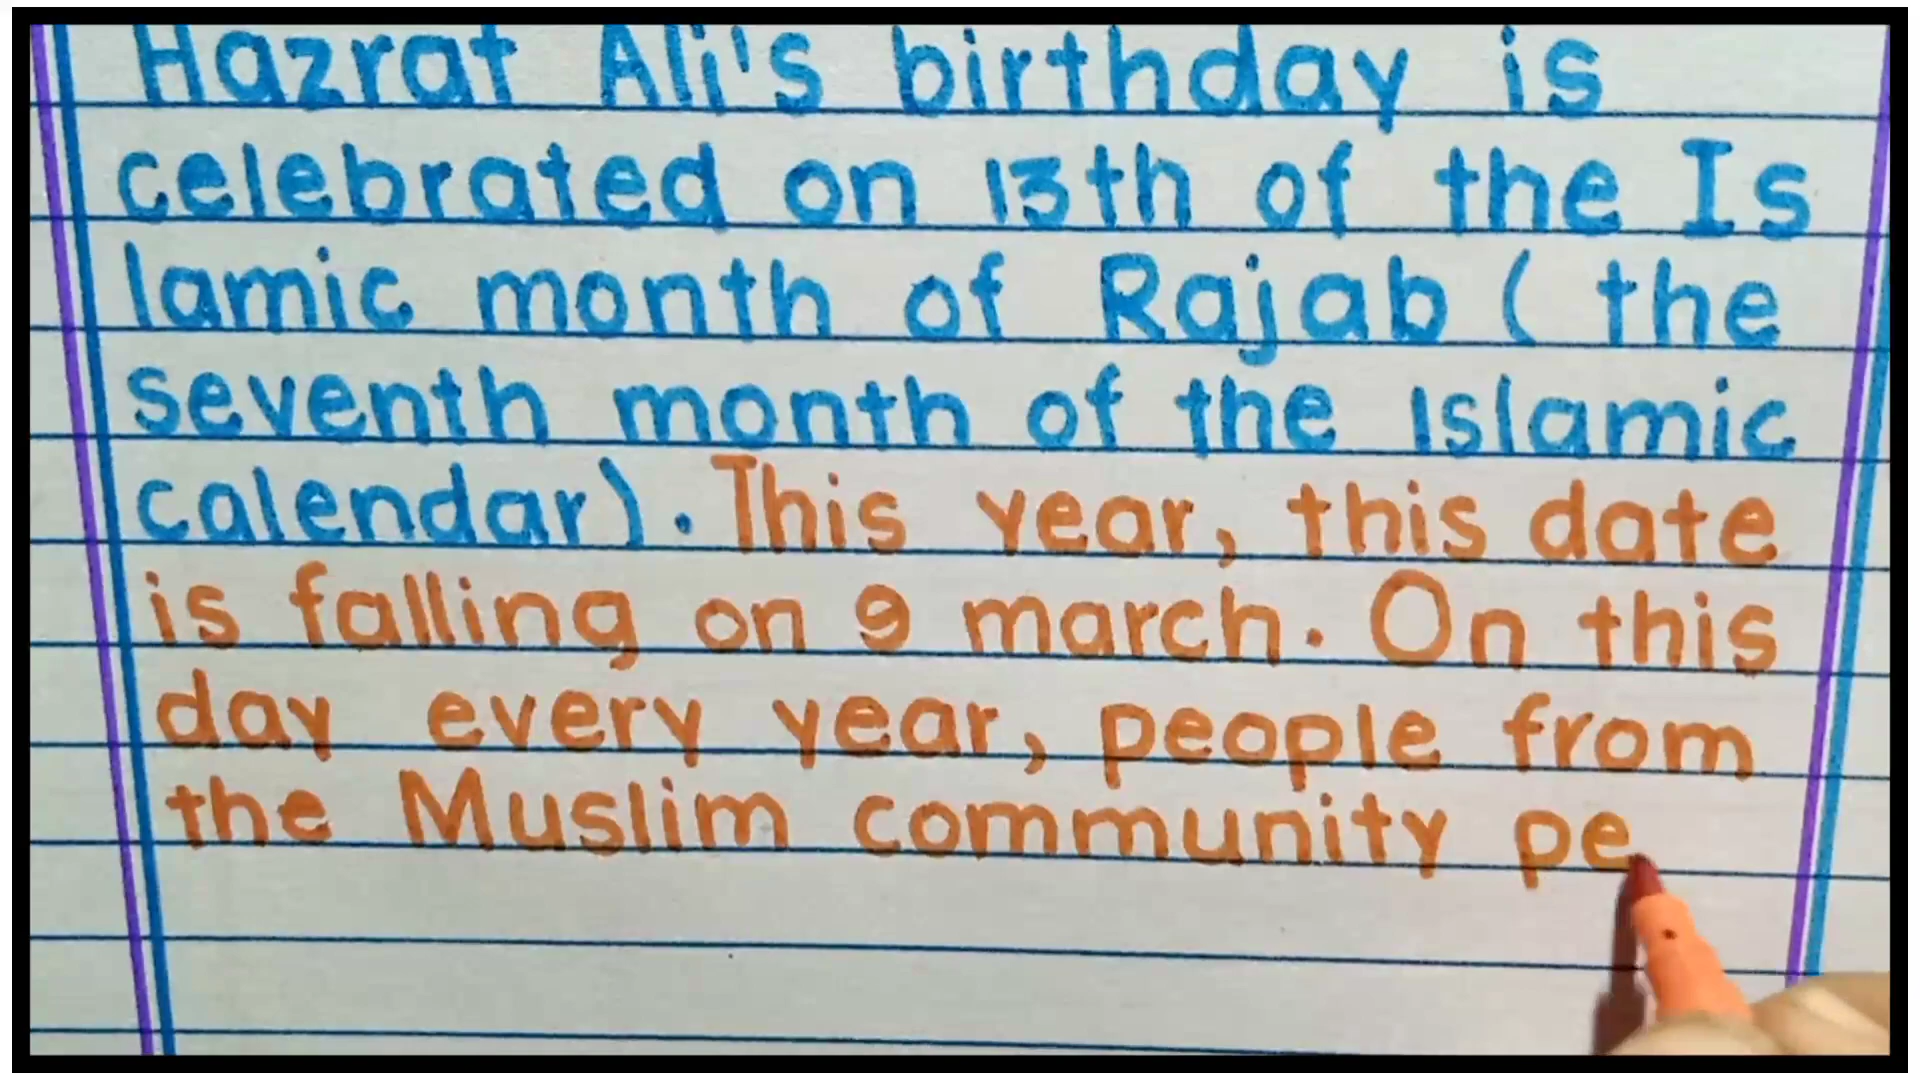 Hazrat Ali's birthday is
celebrated on 13th of the Is
lamic month of Rajab ( the
seventh month of the Islamic
calendar). This year, this date
is falling on 9 march. On this
day every year, people from
the Muslim community pe